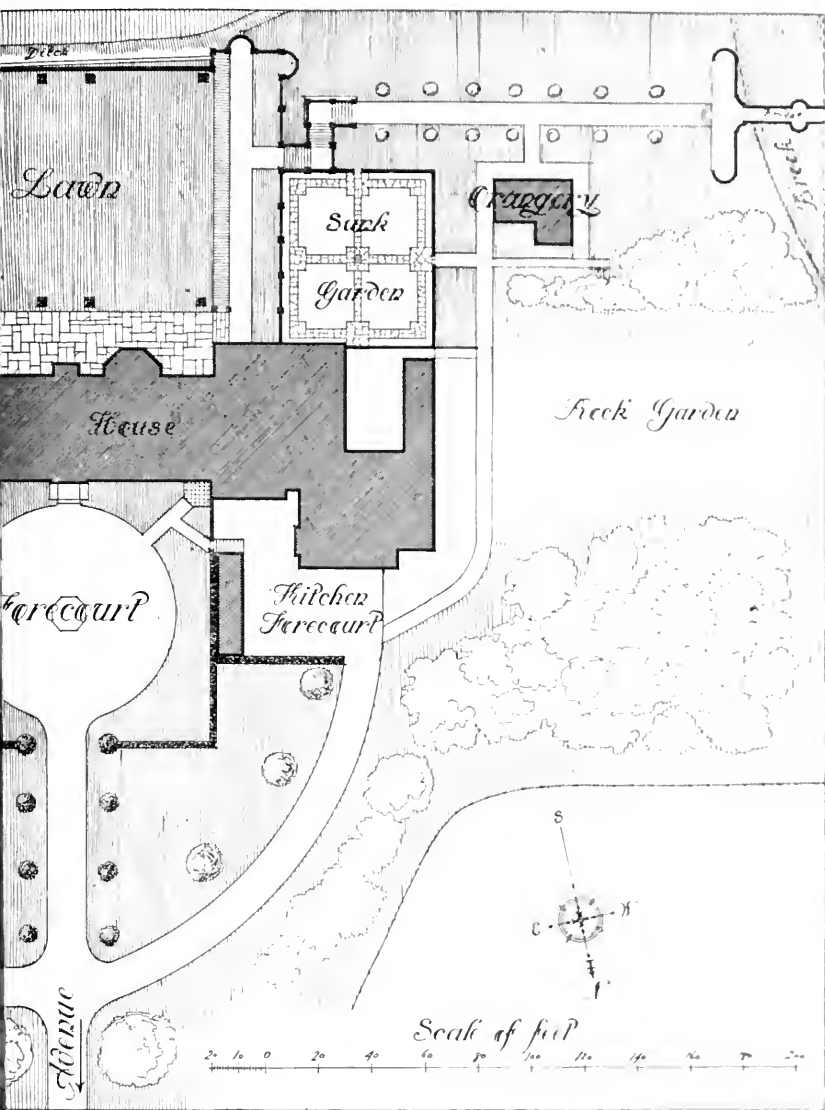 Ditch
Lawn
Sunk
Garden
Orangery
House
Rock Garden
Forecourt
Kitchen
Forecourt
Avenue
S
E
W
Scale of feet
20 10 0 20 40 60 80 100 120 140 160 80 200